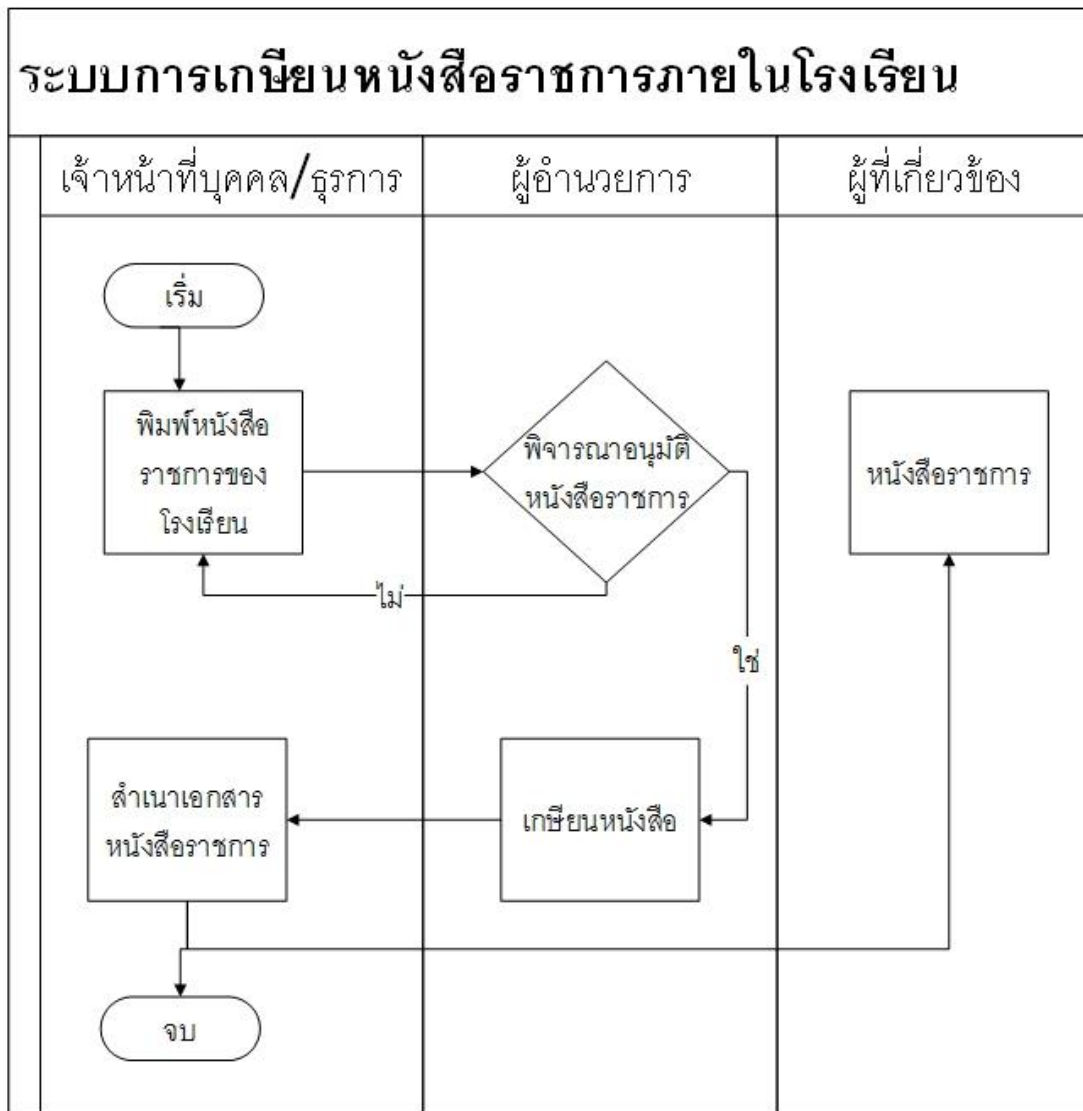 ระบบการเกษียนหนังสือราชการภายในโรงเรียน
เจ้าหน้าที่บุคคล/ธุรการ
ผู้อำนวยการ
ผู้ที่เกี่ยวข้อง
เริ่ม
พิมพ์หนังสือ
ราชการของ
โรงเรียน
พิจารณาอนุมัติ
หนังสือราชการ
หนังสือราชการ
ไม่
ใช่
สำเนาเอกสาร
หนังสือราชการ
เกษียนหนังสือ
จบ